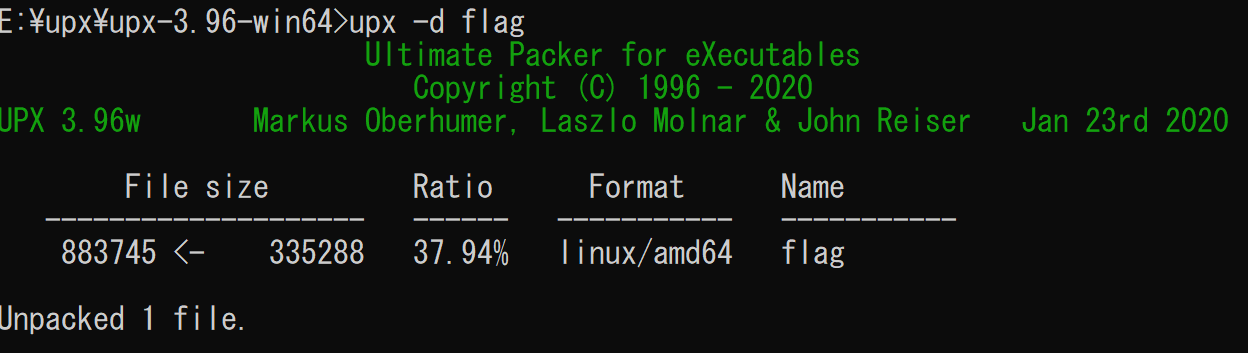 E:¥upx¥upx-3.96-win64>upx -d flag
Ultimate Packer for eXecutables
Copyright (C) 1996 - 2020
UPX 3.96w Markus Oberhumer, Laszlo Molnar & John Reiser Jan 23rd 2020
File size Ratio Format Name
-------------------- ------ ----------- -----------
883745 <- 335288 37.94% linux/amd64 flag
Unpacked 1 file.